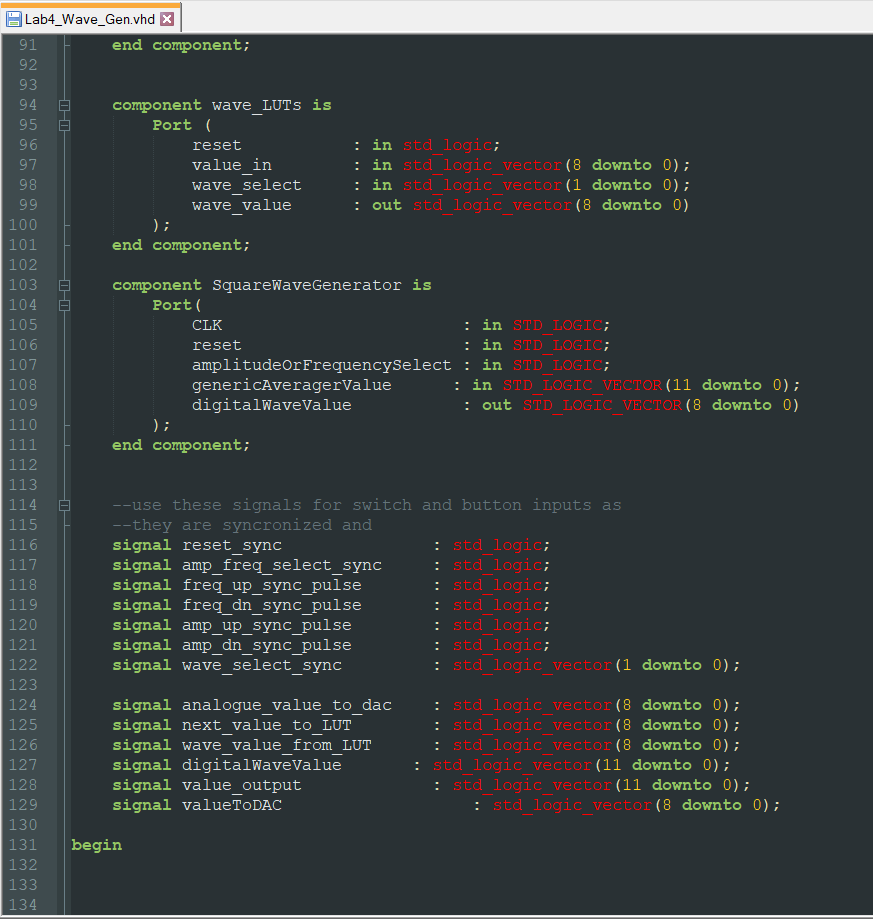 Lab4_Wave_Gen.vhd
91 end component;
92
93
94 component wave_LUTs is
95 Port (
96 reset : in std_logic;
97 value_in : in std_logic_vector(8 downto 0);
98 wave_select : in std_logic_vector(1 downto 0);
99 wave_value : out std_logic_vector(8 downto 0)
100 );
101 end component;
102
103 component SquareWaveGenerator is
104 Port(
105 CLK : in STD_LOGIC;
106 reset : in STD_LOGIC;
107 amplitudeOrFrequencySelect : in STD_LOGIC;
108 genericAveragerValue : in STD_LOGIC_VECTOR(11 downto 0);
109 digitalWaveValue : out STD_LOGIC_VECTOR(8 downto 0)
110 );
111 end component;
112
113
114 --use these signals for switch and button inputs as
115 --they are syncronized and
116 signal reset_sync : std_logic;
117 signal amp_freq_select_sync : std_logic;
118 signal freq_up_sync_pulse : std_logic;
119 signal freq_dn_sync_pulse : std_logic;
120 signal amp_up_sync_pulse : std_logic;
121 signal amp_dn_sync_pulse : std_logic;
122 signal wave_select_sync : std_logic_vector(1 downto 0);
123
124 signal analogue_value_to_dac : std_logic_vector(8 downto 0);
125 signal next_value_to_LUT : std_logic_vector(8 downto 0);
126 signal wave_value_from_LUT : std_logic_vector(8 downto 0);
127 signal digitalWaveValue : std_logic_vector(11 downto 0);
128 signal value_output : std_logic_vector(11 downto 0);
129 signal valueToDAC : std_logic_vector(8 downto 0);
130
131 begin
132
133
134